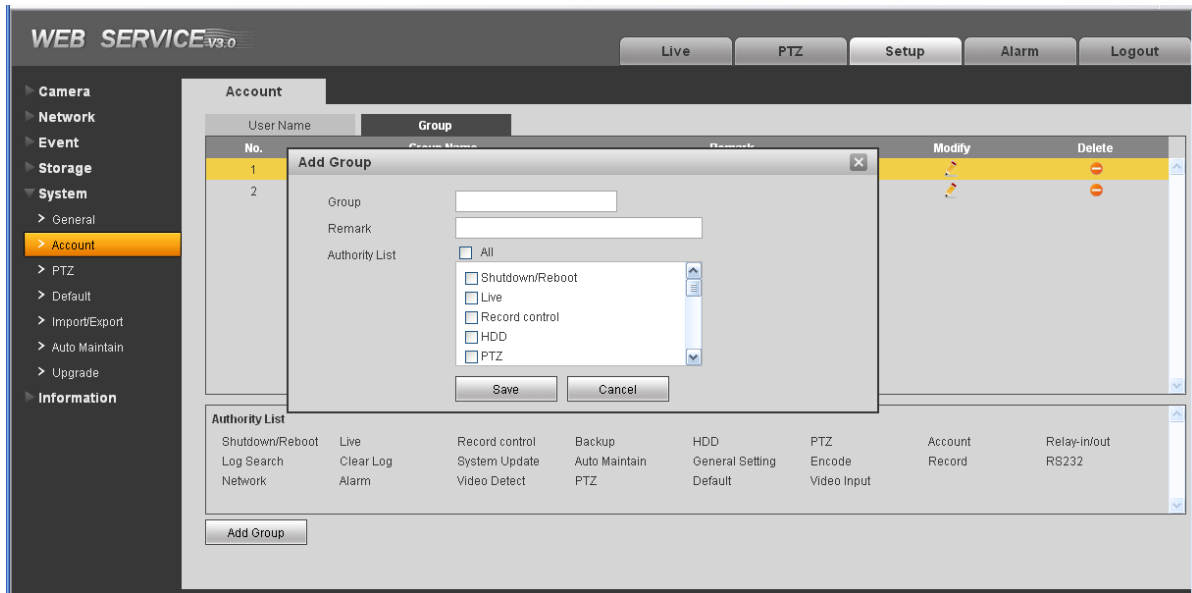 WEB SERVICE V3.0
Live PTZ Setup Alarm Logout
Camera
Network
Event
Storage
System
General
Account
PTZ
Default
Import/Export
Auto Maintain
Upgrade
Information
Account
User Name Group
No. Group Name Remark Modify Delete
1
2
Add Group
Group
Remark
Authority List All
Shutdown/Reboot
Live
Record control
HDD
PTZ
Save Cancel
Authority List
Shutdown/Reboot Live Record control Backup HDD PTZ Account Relay-in/out
Log Search Clear Log System Update Auto Maintain General Setting Encode Record RS232
Network Alarm Video Detect PTZ Default Video Input
Add Group